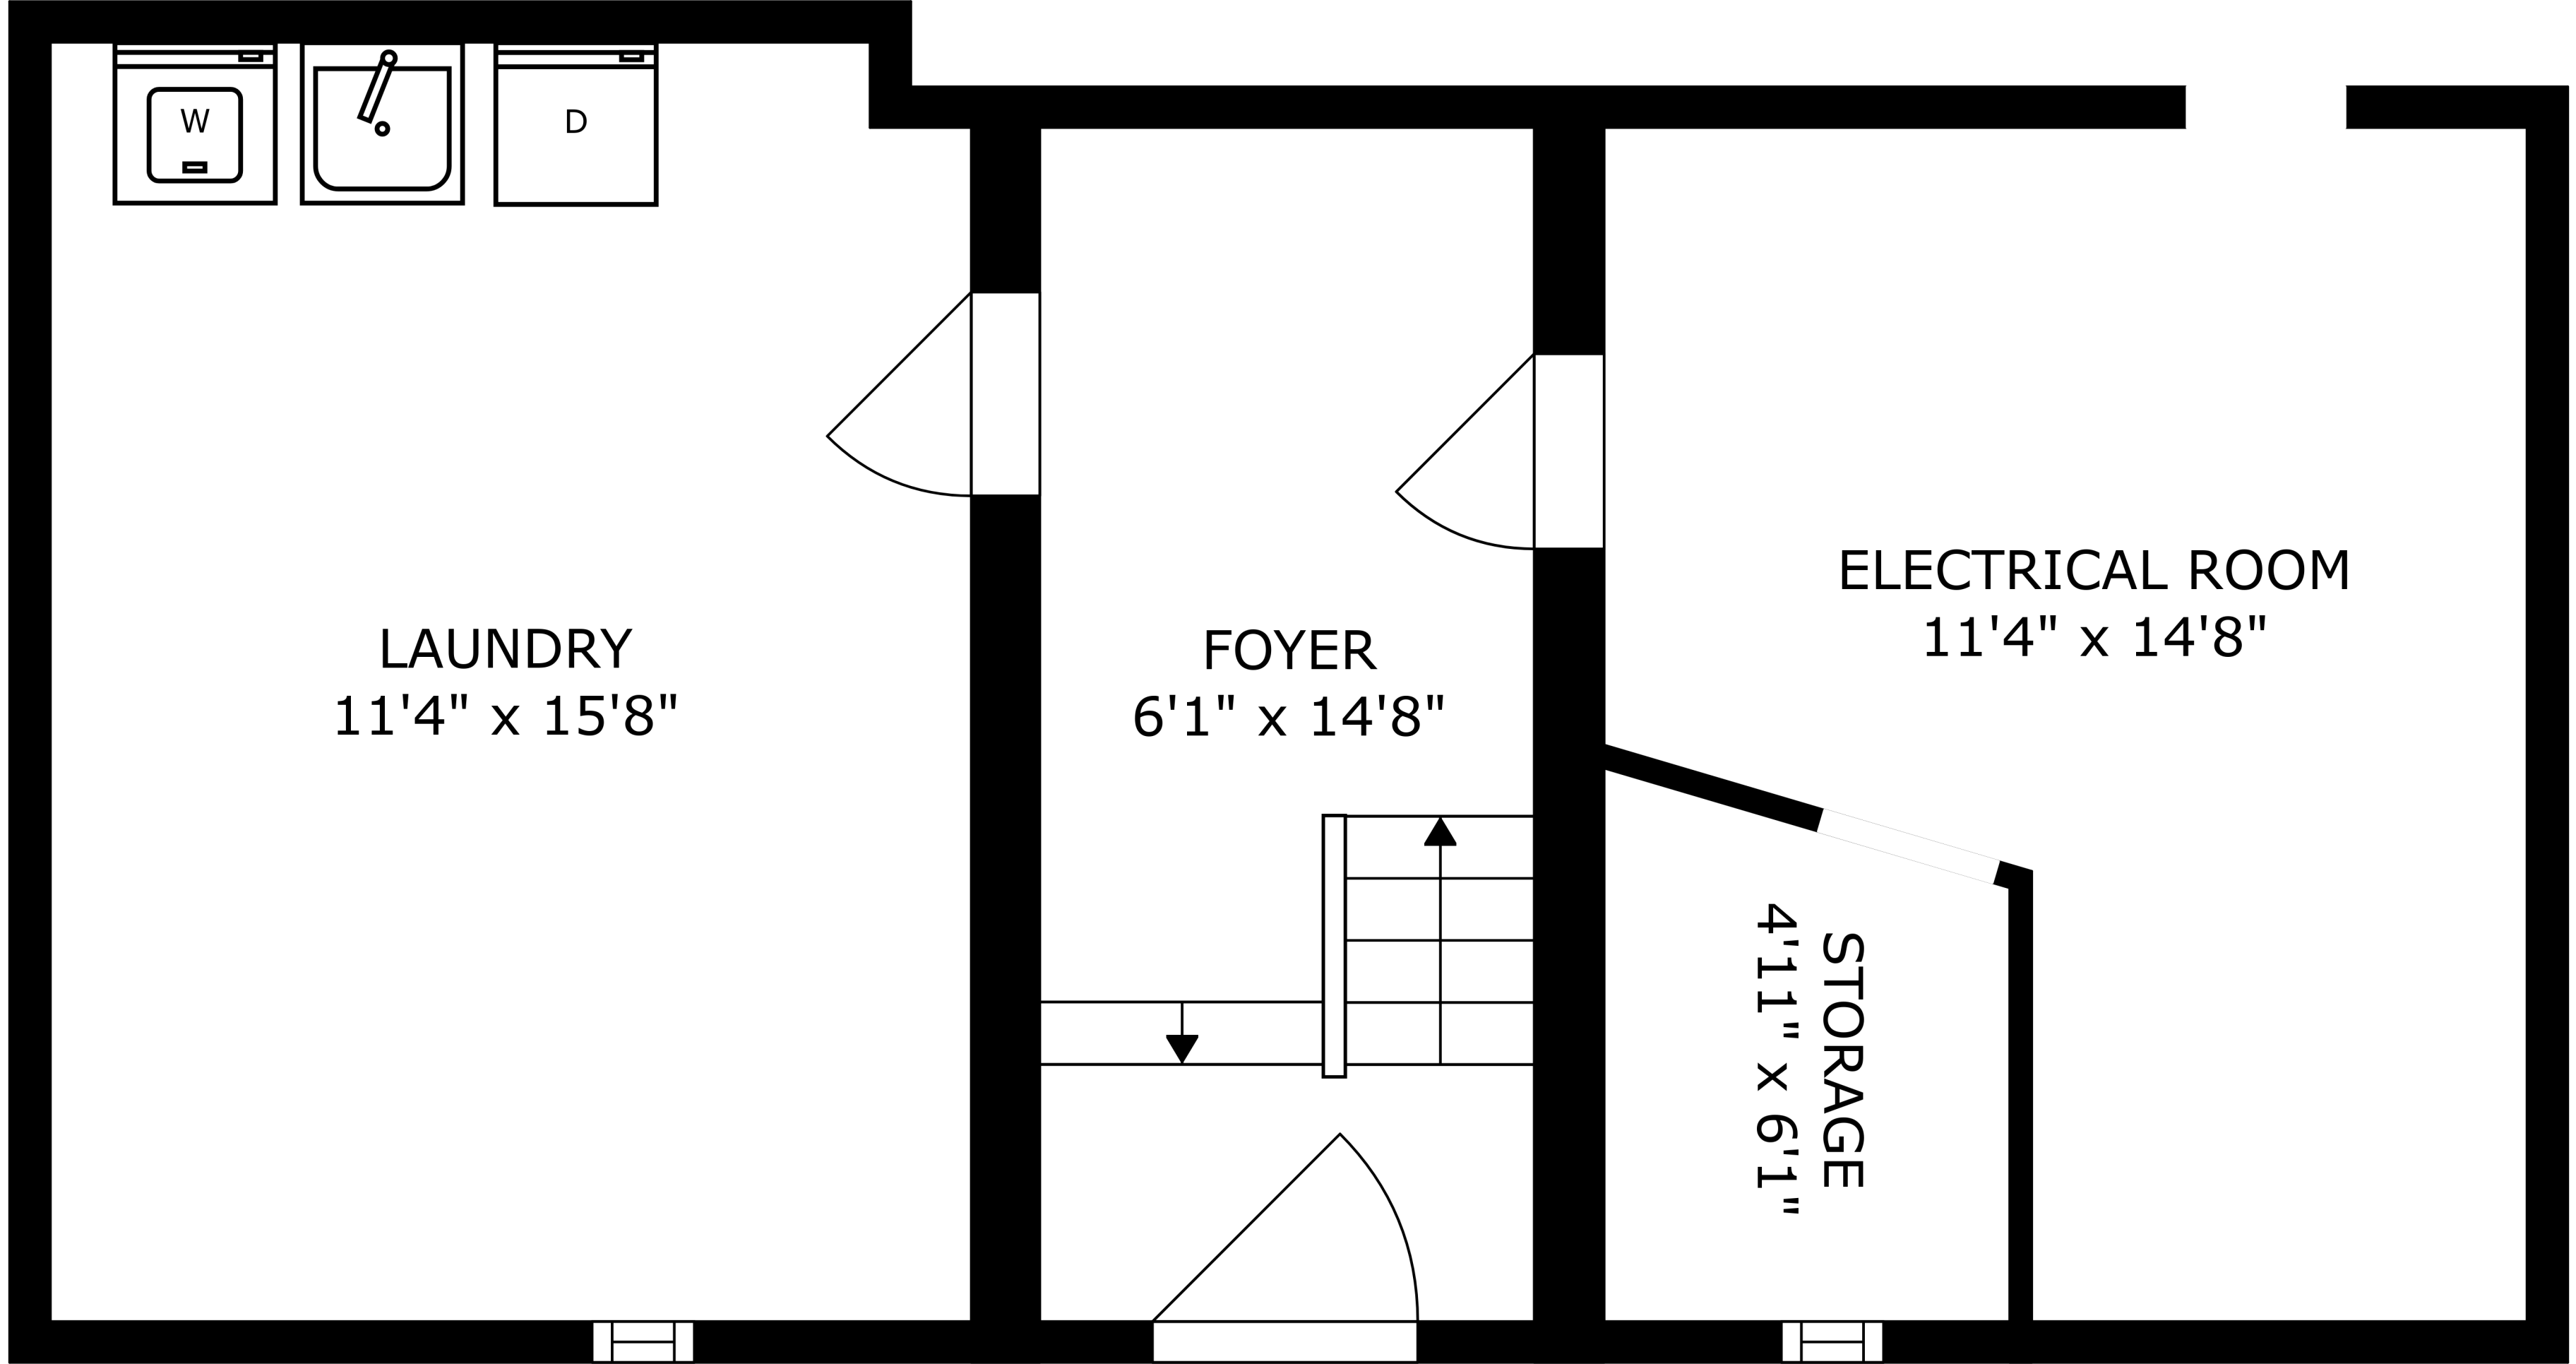 W
D
LAUNDRY
11'4" x 15'8"
FOYER
6'1" x 14'8"
ELECTRICAL ROOM
11'4" x 14'8"
STORAGE
4'11" x 6'1"